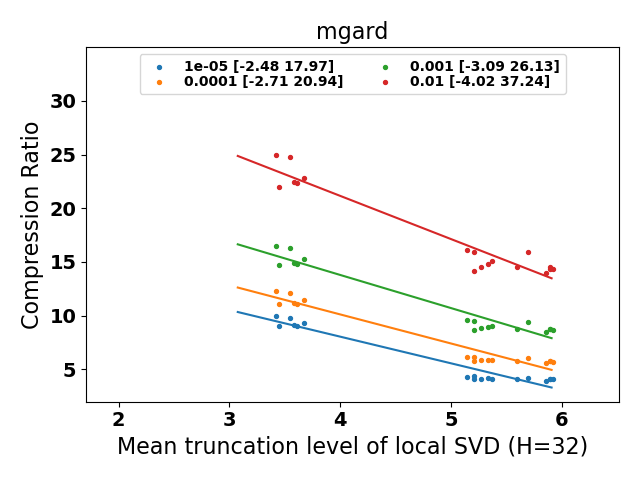 mgard
1e-05 [-2.48 17.97]
0.0001 [-2.71 20.94]
0.001 [-3.09 26.13]
0.01 [-4.02 37.24]
Compression Ratio
30
25
20
15
10
5
2 3 4 5 6
Mean truncation level of local SVD (H=32)